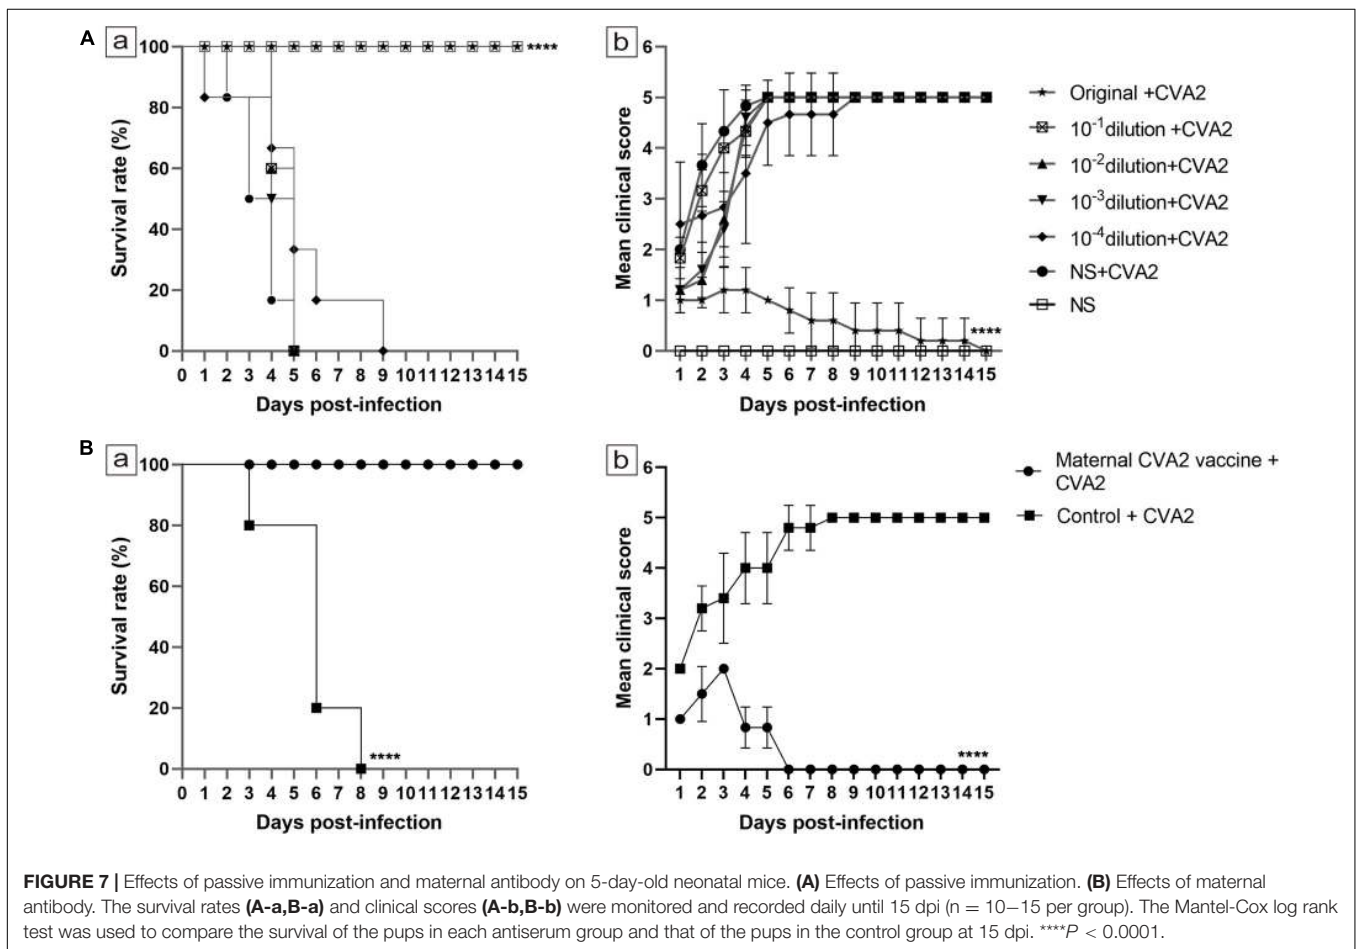 A
a
100
80
60
40
20
0
Survival rate (%)
0 1 2 3 4 5 6 7 8 9 10 11 12 13 14 15
Days post-infection
****
b
6
5
4
3
2
1
0
Mean clinical score
1 2 3 4 5 6 7 8 9 10 11 12 13 14 15
Days post-infection
****
Original +CVA2
10-1dilution +CVA2
10-2dilution+CVA2
10-3dilution+CVA2
10-4dilution+CVA2
NS+CVA2
NS
B
a
100
80
60
40
20
0
Survival rate (%)
0 1 2 3 4 5 6 7 8 9 10 11 12 13 14 15
Days post-infection
****
b
6
5
4
3
2
1
0
Mean clinical score
1 2 3 4 5 6 7 8 9 10 11 12 13 14 15
Days post-infection
****
Maternal CVA2 vaccine +
CVA2
Control + CVA2
FIGURE 7 | Effects of passive immunization and maternal antibody on 5-day-old neonatal mice. (A) Effects of passive immunization. (B) Effects of maternal
antibody. The survival rates (A-a,B-a) and clinical scores (A-b,B-b) were monitored and recorded daily until 15 dpi (n = 10−15 per group). The Mantel-Cox log rank
test was used to compare the survival of the pups in each antiserum group and that of the pups in the control group at 15 dpi. ****P < 0.0001.